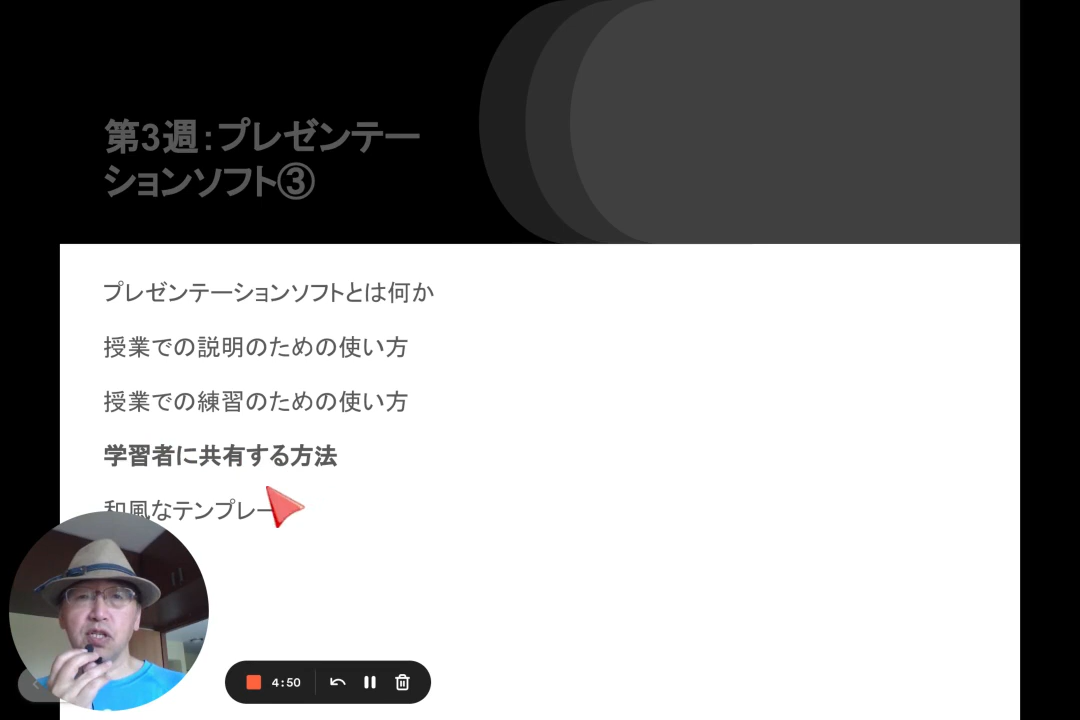 第3週:プレゼンテー
ションソフト③
プレゼンテーションソフトとは何か
授業での説明のための使い方
授業での練習のための使い方
学習者に共有する方法
和風なテンプレー
4:50